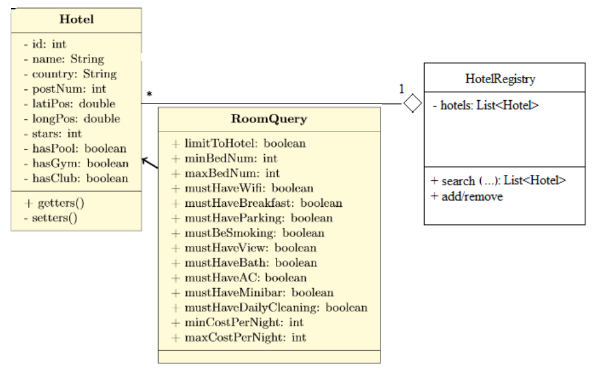 Hotel
- id: int
- name: String
- country: String
- postNum: int
- latiPos: double
- longPos: double
- stars: int
- hasPool: boolean
- hasGym: boolean
- hasClub: boolean
+ getters()
- setters()
*
1
RoomQuery
+ limitToHotel: boolean
+ minBedNum: int
+ maxBedNum: int
+ mustHaveWifi: boolean
+ mustHaveBreakfast: boolean
+ mustHaveParking: boolean
+ mustBeSmoking: boolean
+ mustHaveView: boolean
+ mustHaveBath: boolean
+ mustHaveAC: boolean
+ mustHaveMinibar: boolean
+ mustHaveDailyCleaning: boolean
+ minCostPerNight: int
+ maxCostPerNight: int
HotelRegistry
- hotels: List<Hotel>
+ search (...): List<Hotel>
+ add/remove